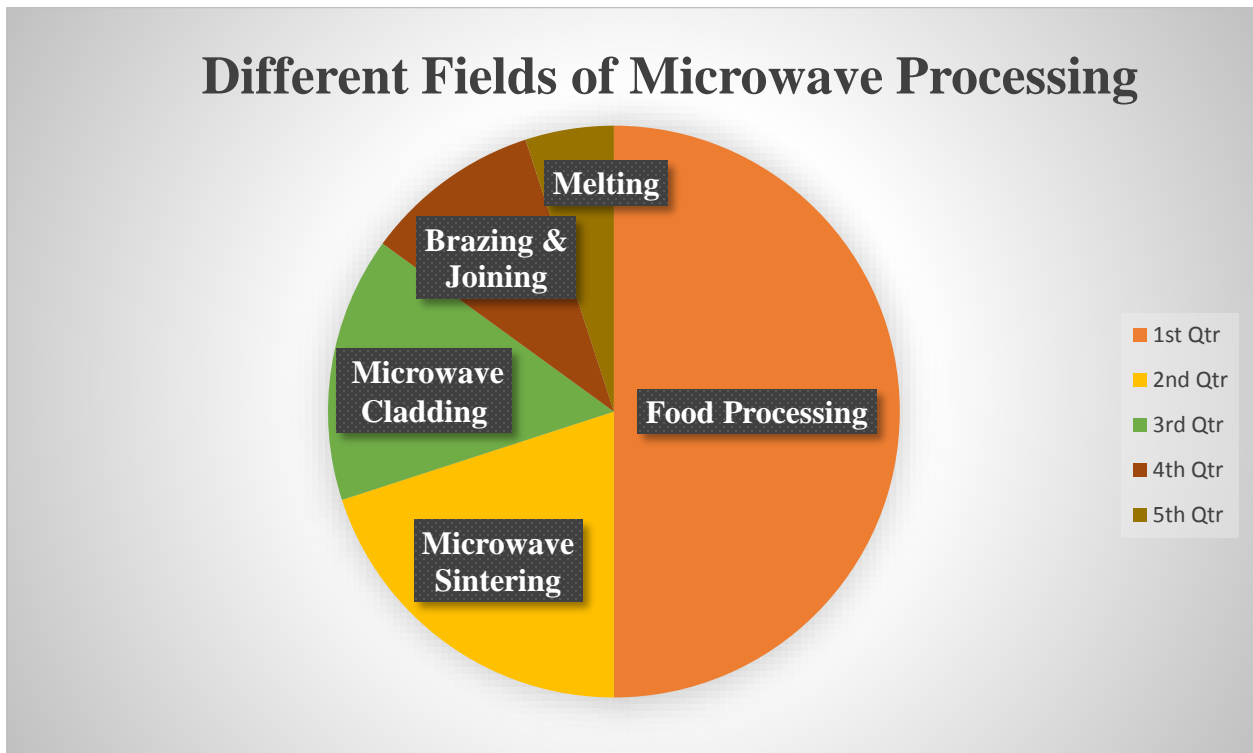 Different Fields of Microwave Processing
Melting
Brazing &
Joining
Microwave
Cladding
Food Processing
Microwave
Sintering
1st Qtr
2nd Qtr
3rd Qtr
4th Qtr
5th Qtr